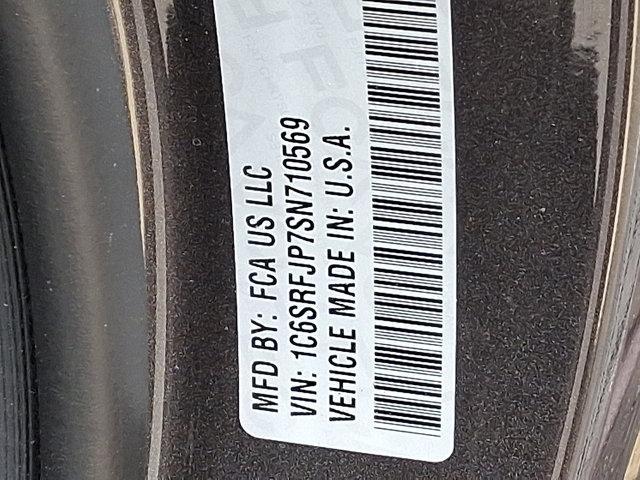 MFD BY: FCA US LLC
VIN: 1C6SRFJP7SN710569
VEHICLE MADE IN: U.S.A.